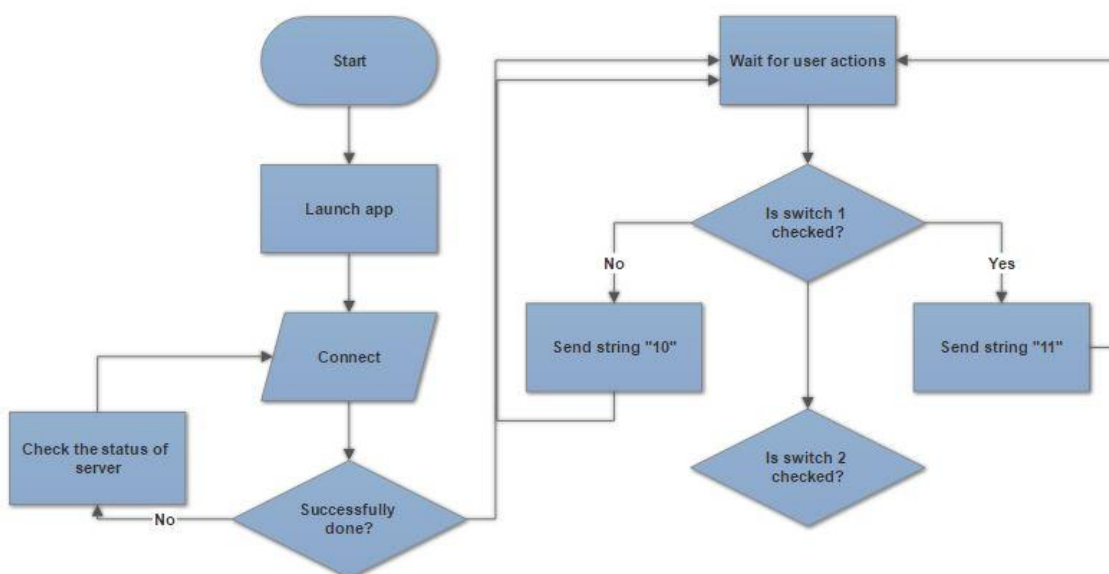 Start
Launch app
Connect
Check the status of
server
No
Successfully
done?
Wait for user actions
Is switch 1
checked?
No
Yes
Send string "10"
Send string "11"
Is switch 2
checked?